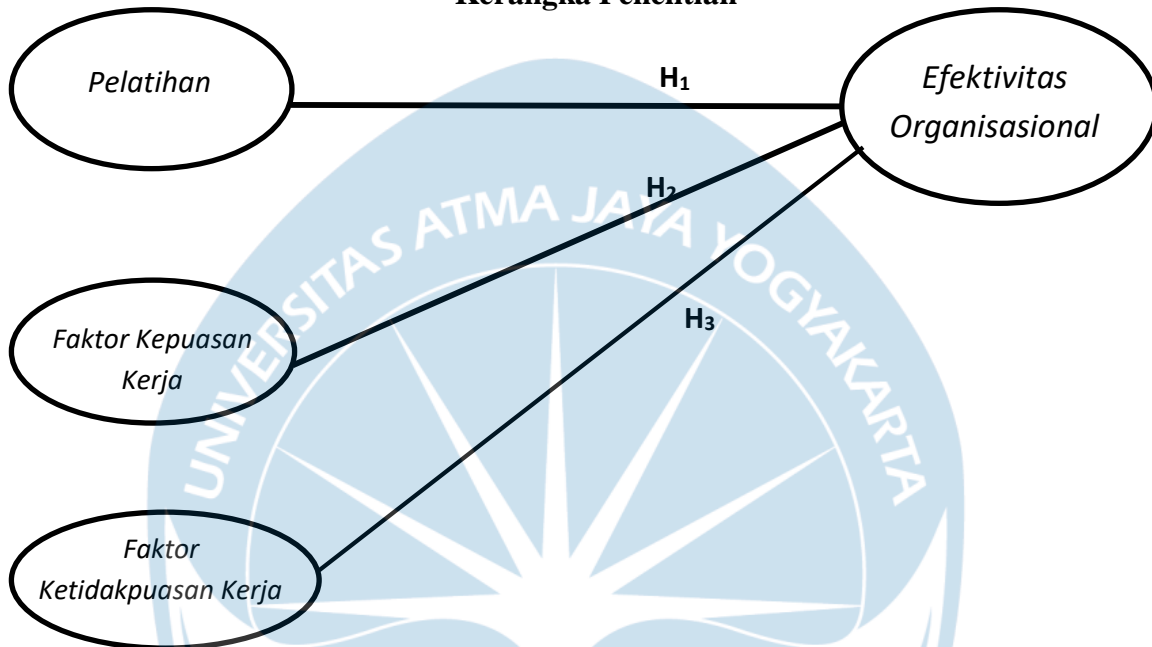 Kerangka Penelitian
Pelatihan
H₁
Efektivitas
Organisasional
H₂
UNIVERSITAS ATMA JAYA YOGYAKARTA
H₃
Faktor Kepuasan
Kerja
Faktor
Ketidakpuasan Kerja